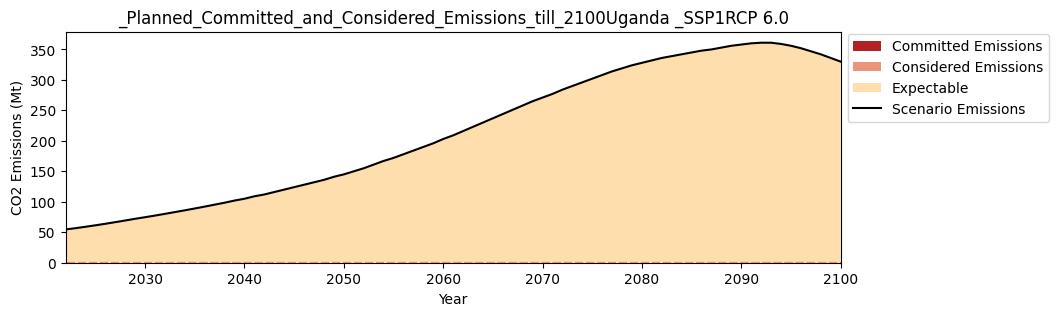 _Planned_Committed_and_Considered_Emissions_till_2100Uganda _SSP1RCP 6.0
CO2 Emissions (Mt)
350
300
250
200
150
100
50
0
2030 2040 2050 2060 2070 2080 2090 2100
Year
Committed Emissions
Considered Emissions
Expectable
Scenario Emissions